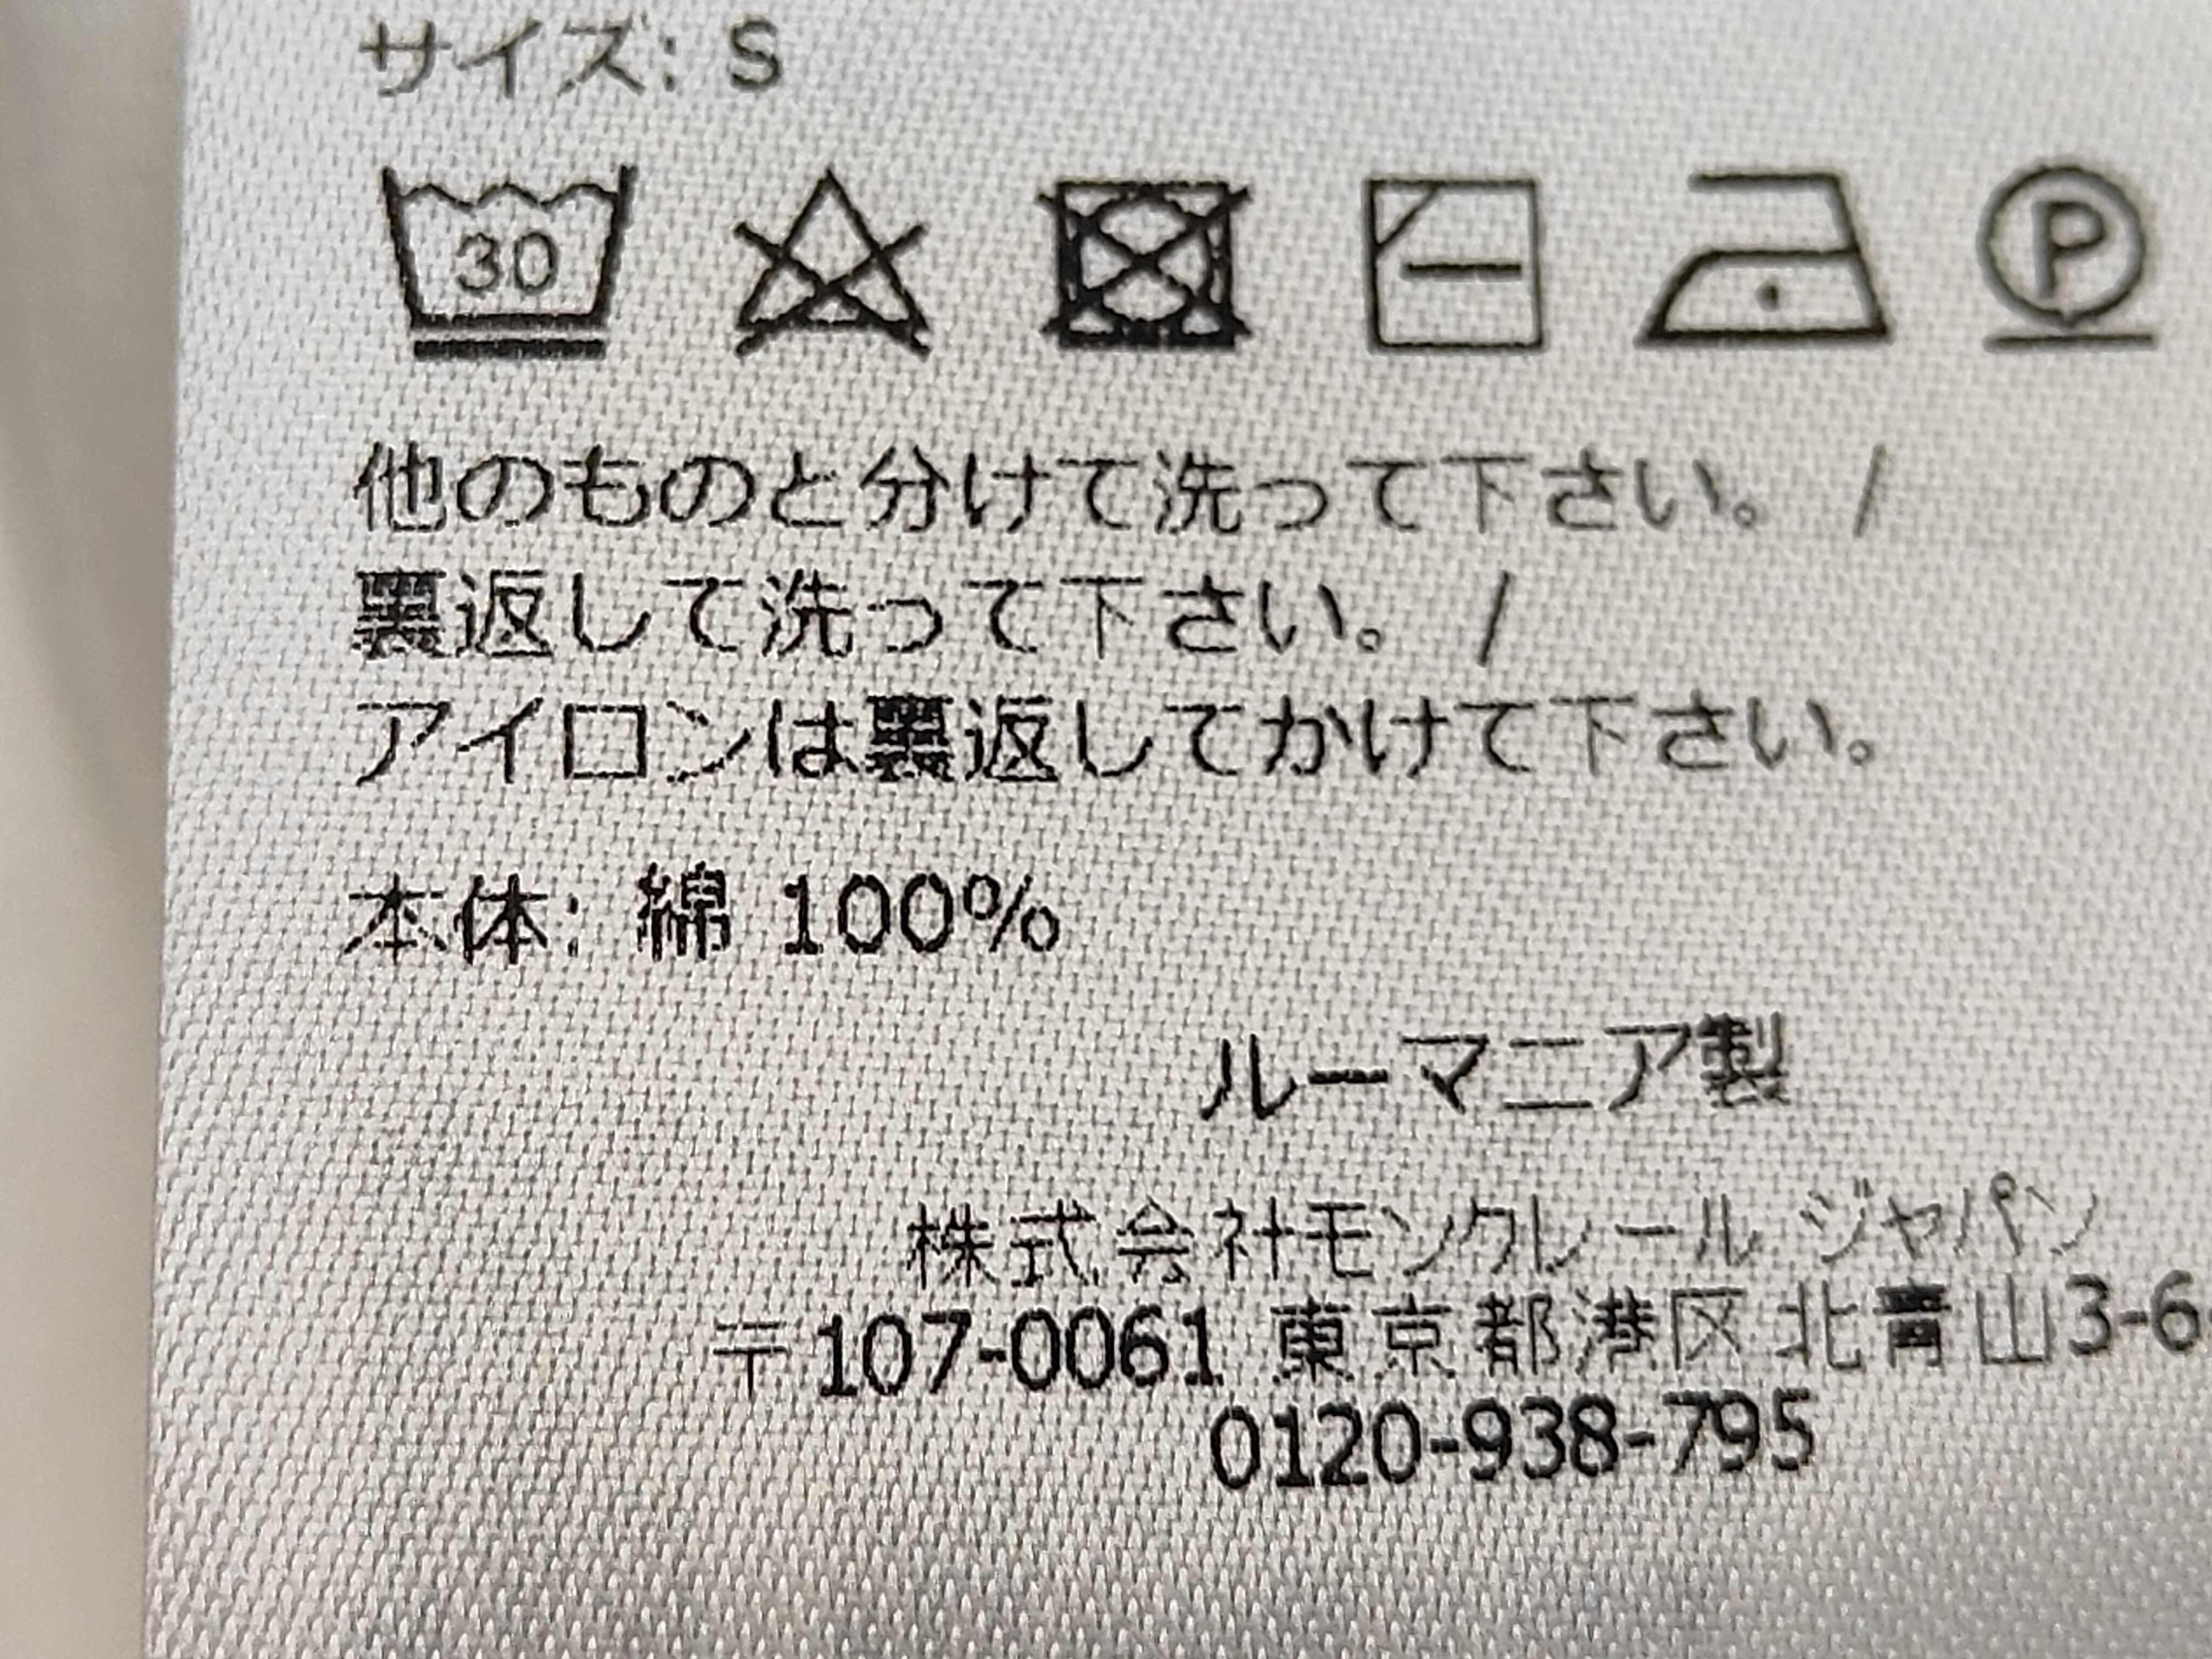 サイズ: S
30
P
他のものと分けて洗って下さい。 /
裏返して洗って下さい。 /
アイロンは裏返してかけて下さい。
本体: 綿 100%
ルーマニア製
株式会社モンクレール ジャパン
〒107-0061 東京都港区北青山3-6
0120-938-795